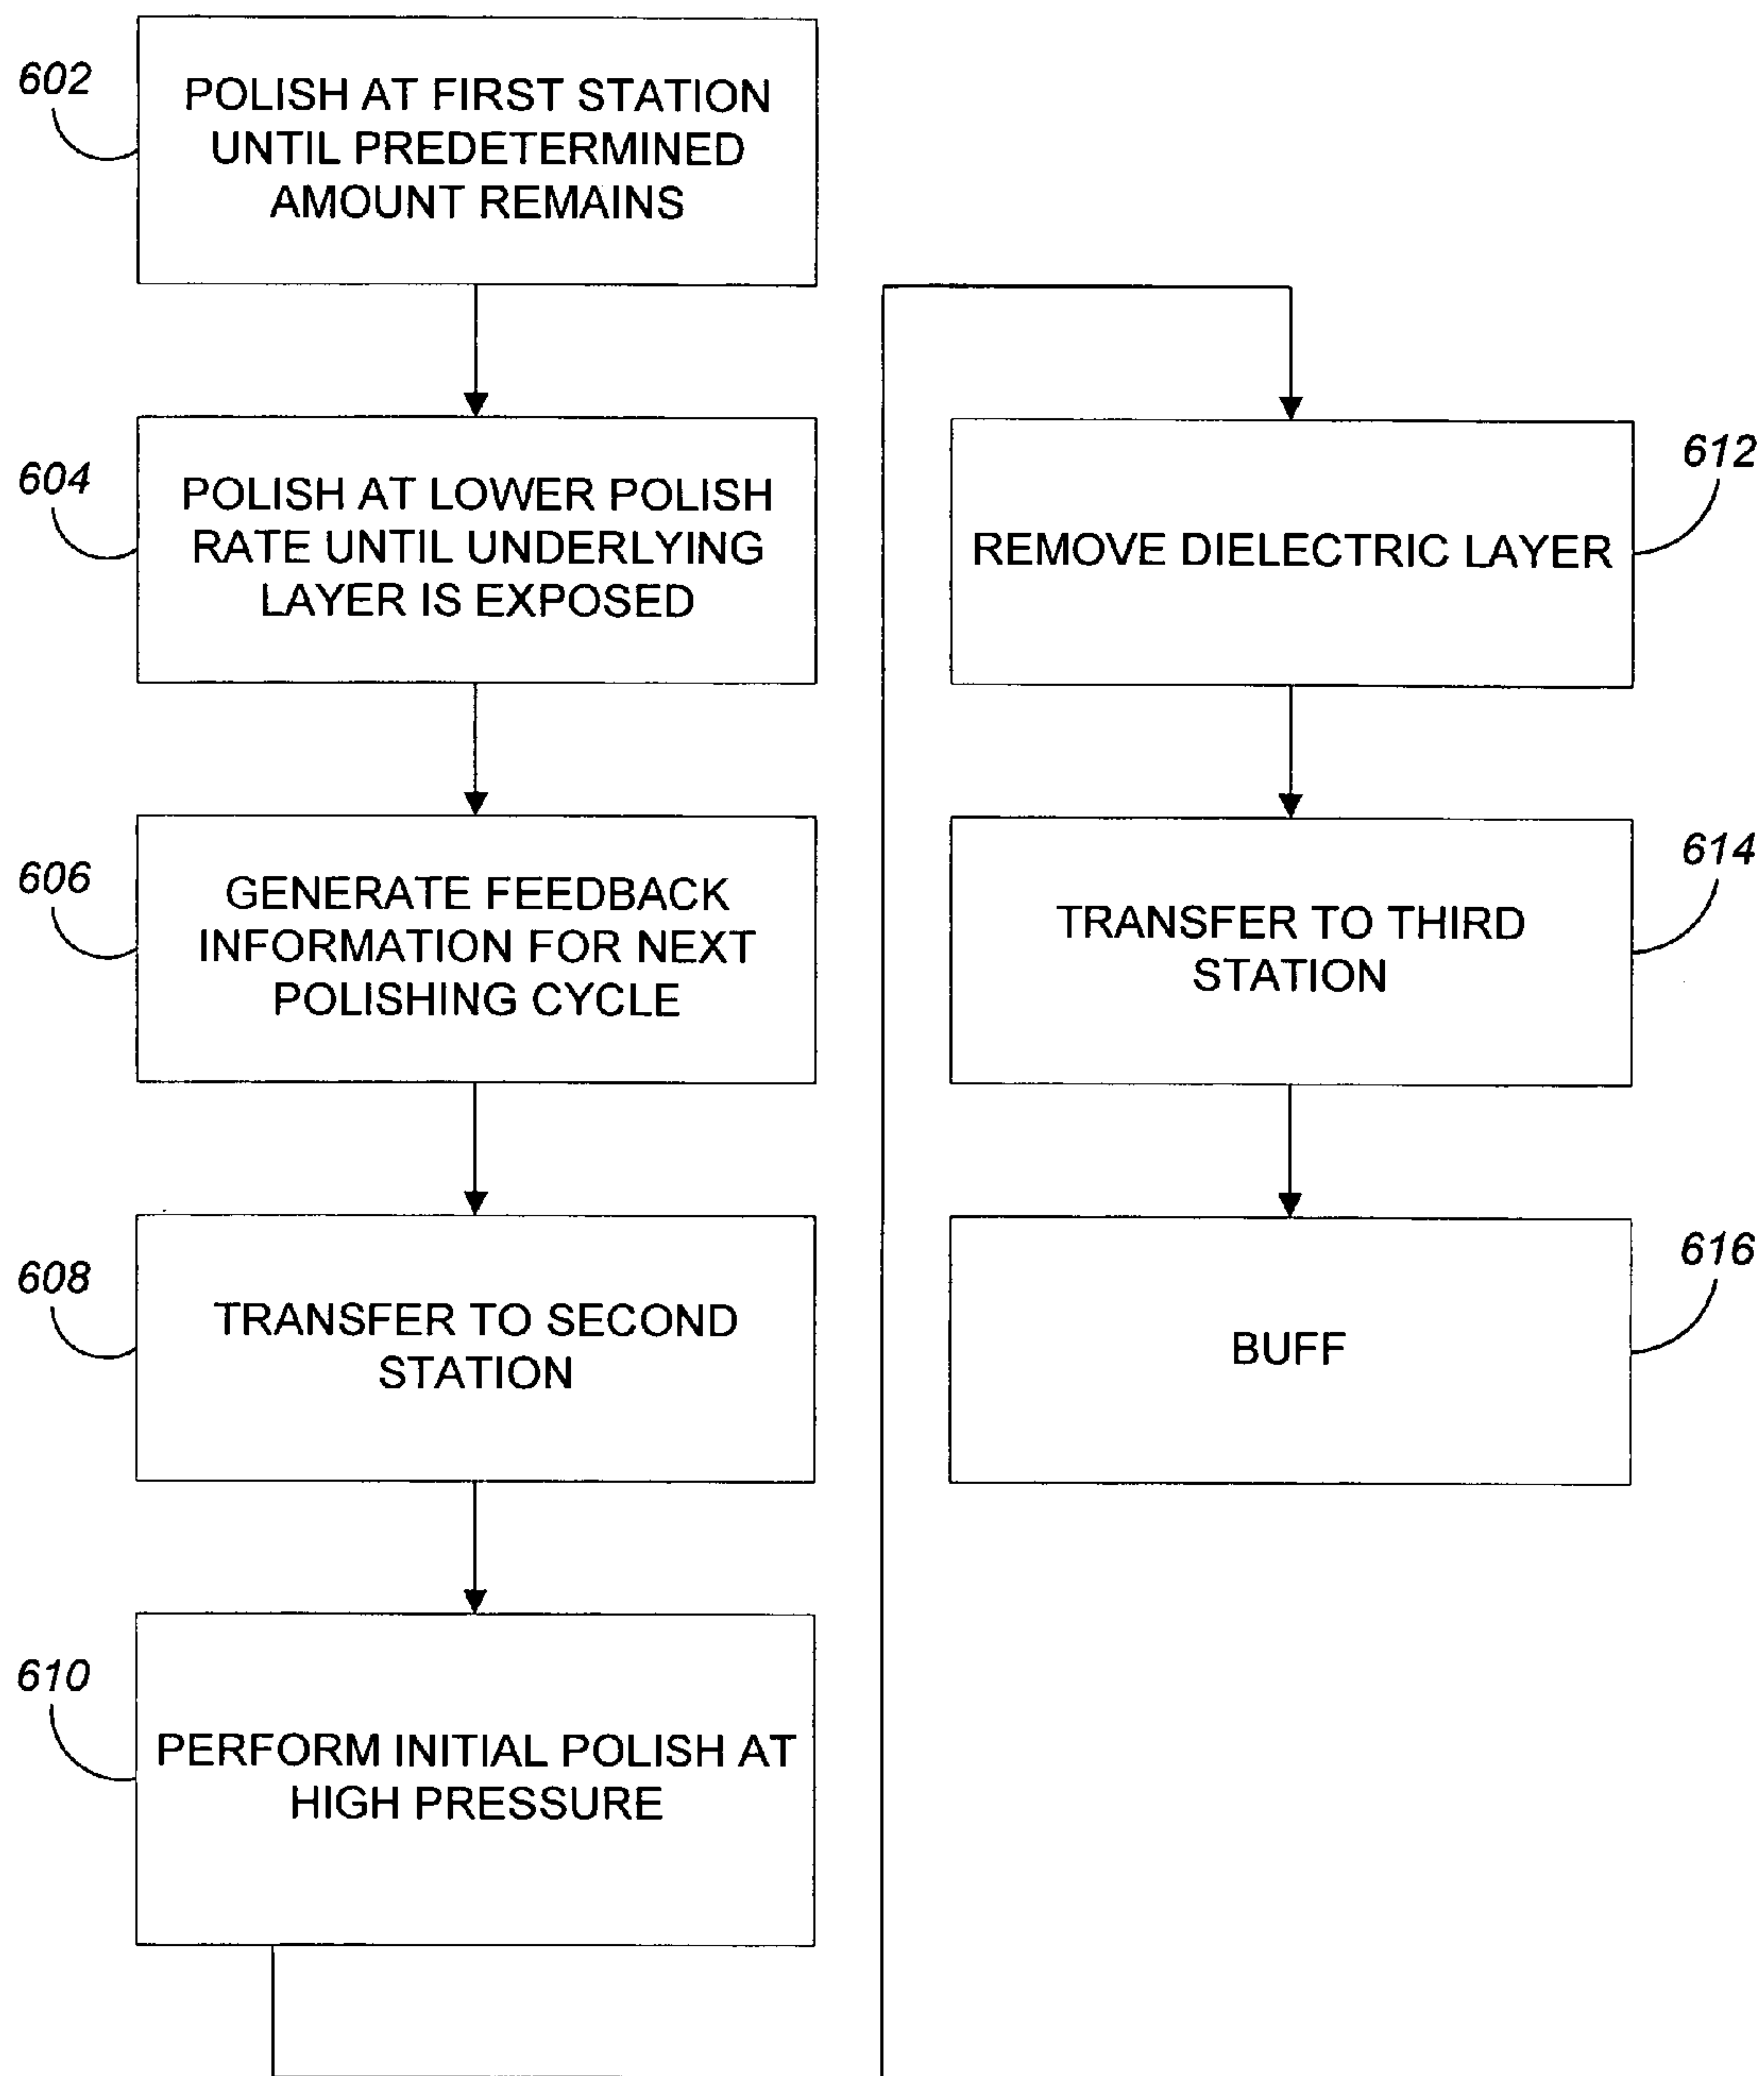 602
POLISH AT FIRST STATION
UNTIL PREDETERMINED
AMOUNT REMAINS
604
POLISH AT LOWER POLISH
RATE UNTIL UNDERLYING
LAYER IS EXPOSED
606
GENERATE FEEDBACK
INFORMATION FOR NEXT
POLISHING CYCLE
608
TRANSFER TO SECOND
STATION
610
PERFORM INITIAL POLISH AT
HIGH PRESSURE
612
REMOVE DIELECTRIC LAYER
614
TRANSFER TO THIRD
STATION
616
BUFF